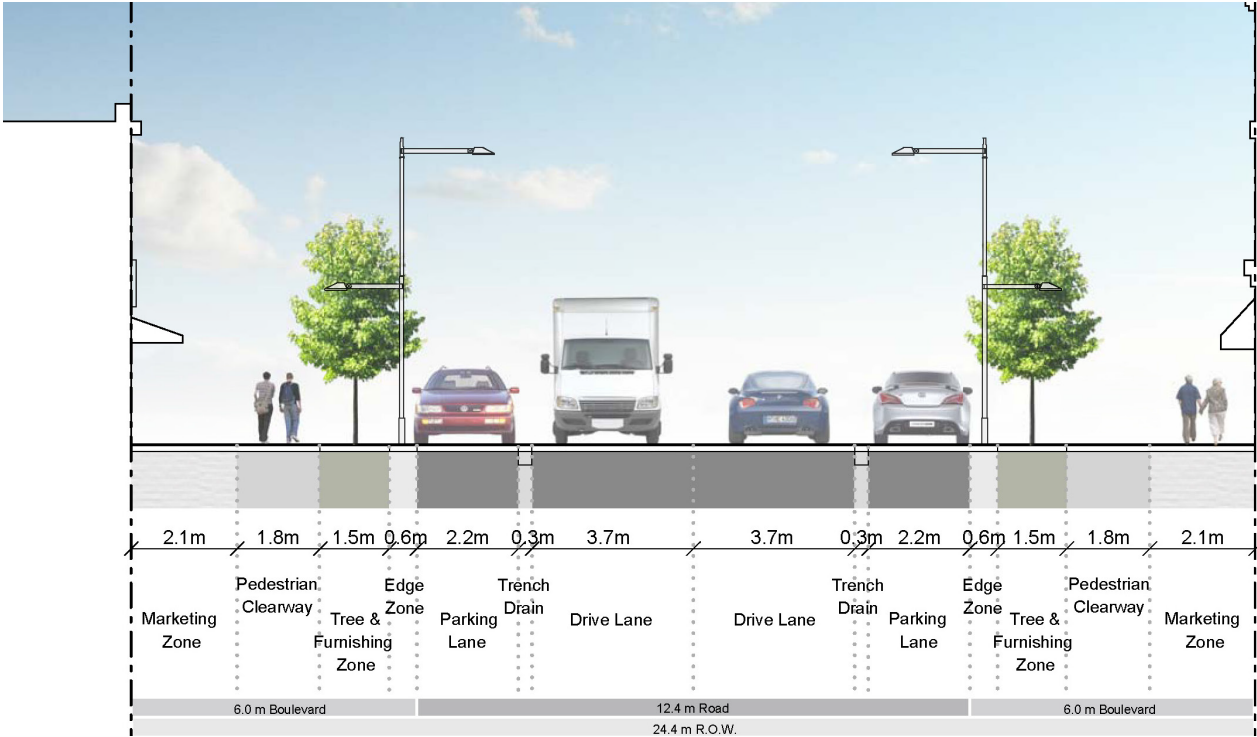 2.1m 1.8m 1.5m 0.6m 2.2m 0.3m 3.7m 3.7m 0.3m 2.2m 0.6m 1.5m 1.8m 2.1m
Marketing
Zone
Pedestrian
Clearway
Tree &
Furnishing
Zone
Edge
Zone
Parking
Lane
Trench
Drain
Drive Lane
Drive Lane
Trench
Drain
Parking
Lane
Edge
Zone
Tree &
Furnishing
Zone
Pedestrian
Clearway
Marketing
Zone
6.0 m Boulevard
12.4 m Road
6.0 m Boulevard
24.4 m R.O.W.